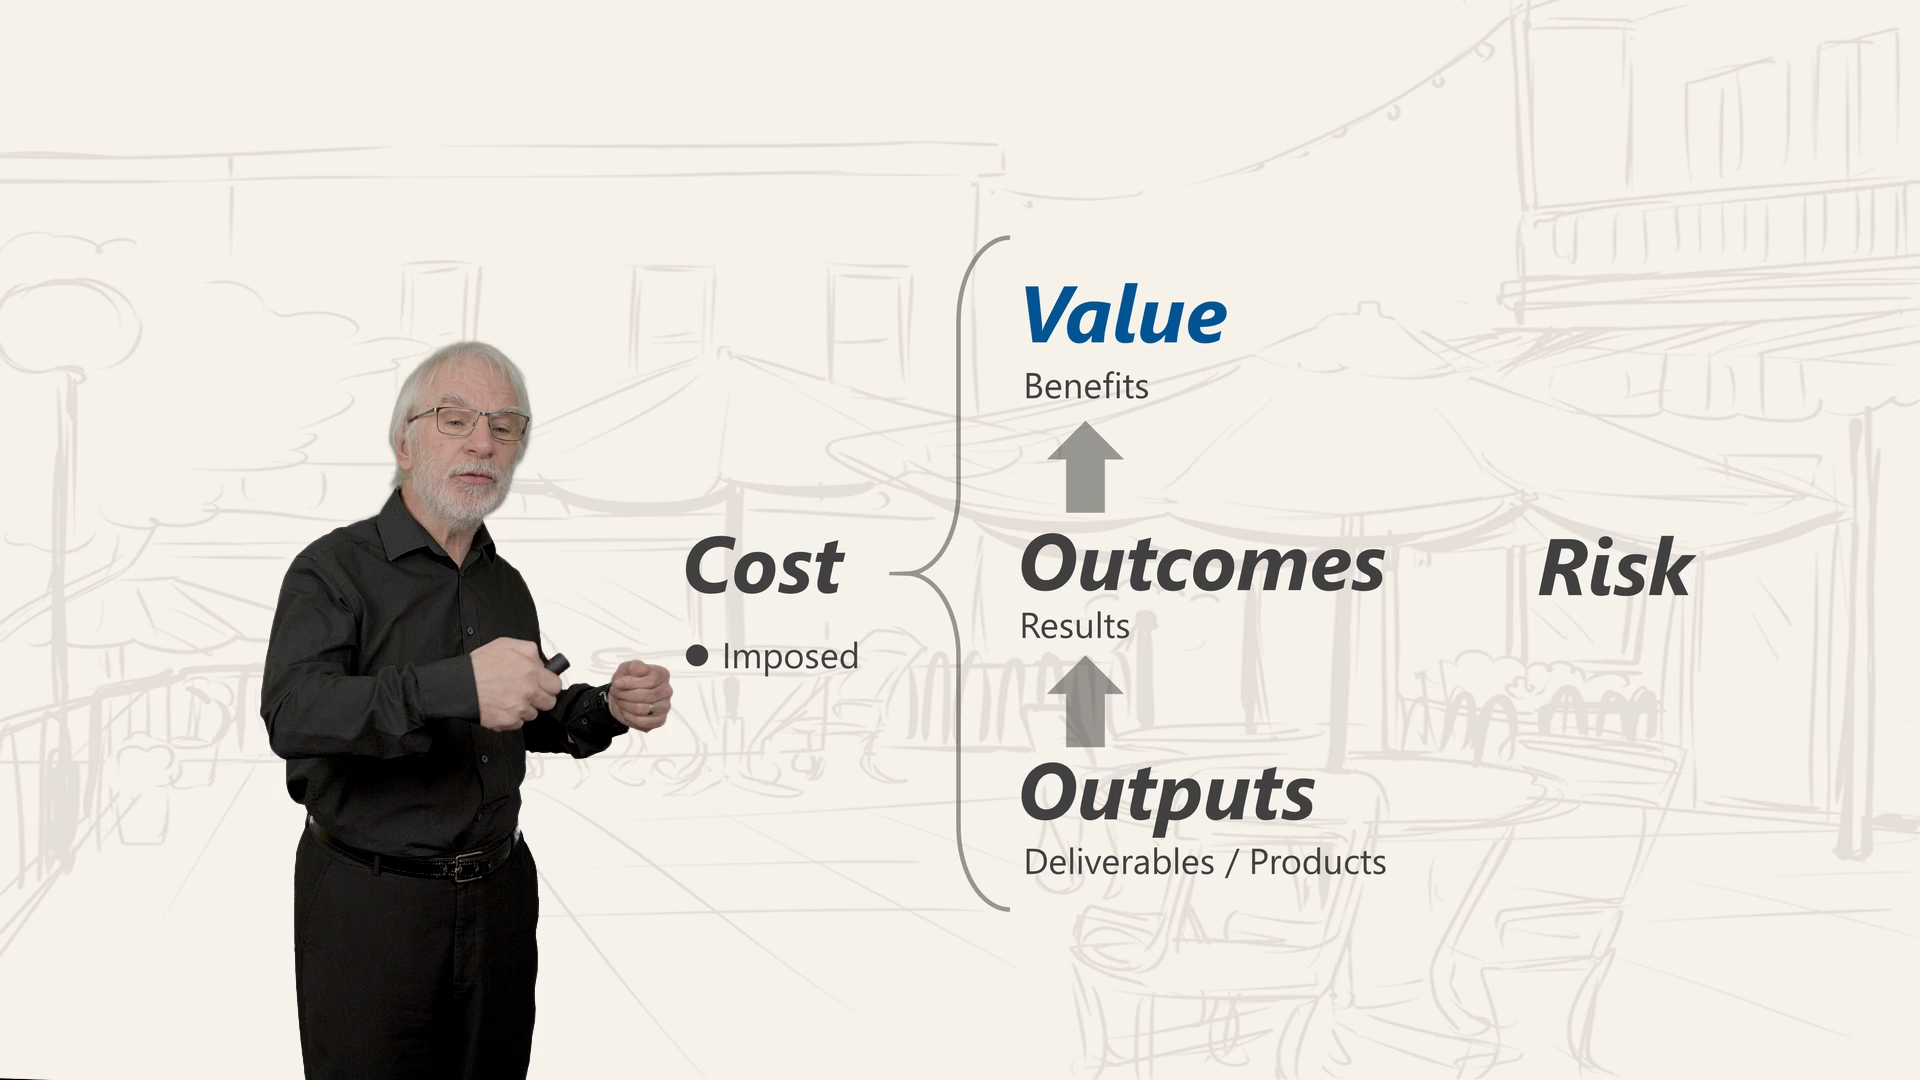 Value
Benefits
Cost
Outcomes
Risk
Results
● Imposed
Outputs
Deliverables / Products